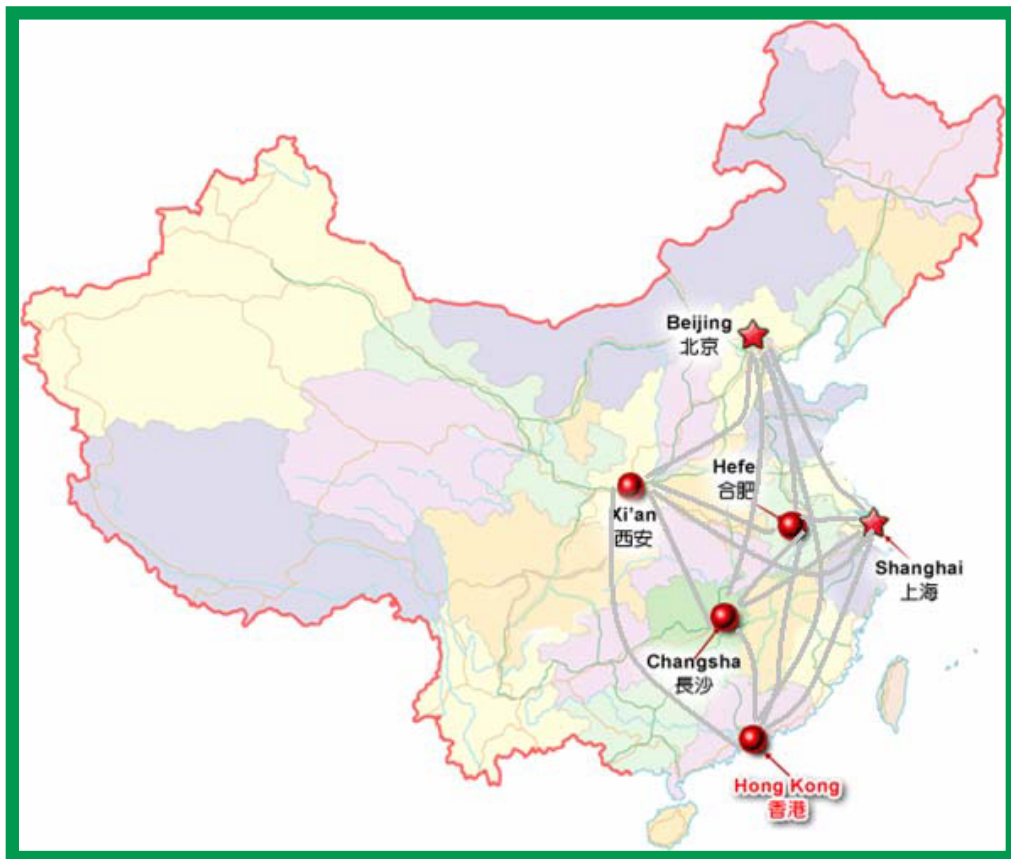 Beijing
北京
Hefe
合肥
Xi'an
西安
Shanghai
上海
Changsha
長沙
Hong Kong
香港